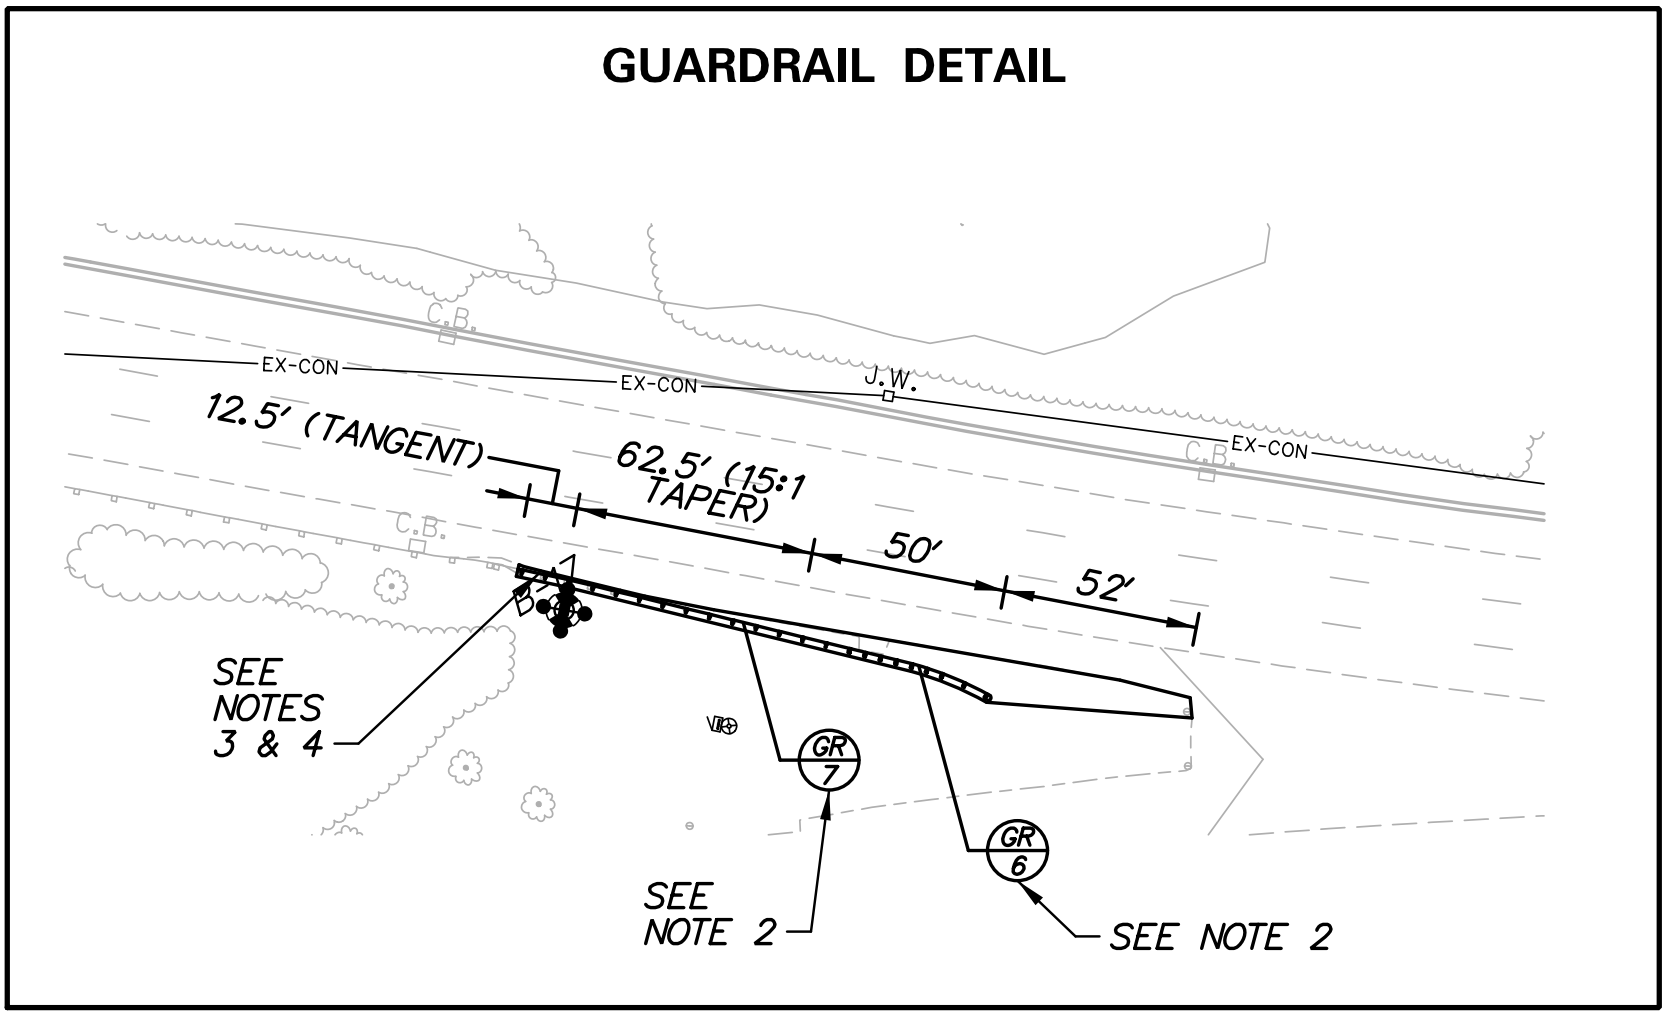 GUARDRAIL DETAIL
C.B.
EX-CON
EX-CON
J.W.
EX-CON
C.B.
12.5' (TANGENT)
62.5' (15:1
TAPER)
50'
52'
C.B.
SEE
NOTES
3 & 4
GR
7
GR
6
SEE
NOTE 2
SEE NOTE 2